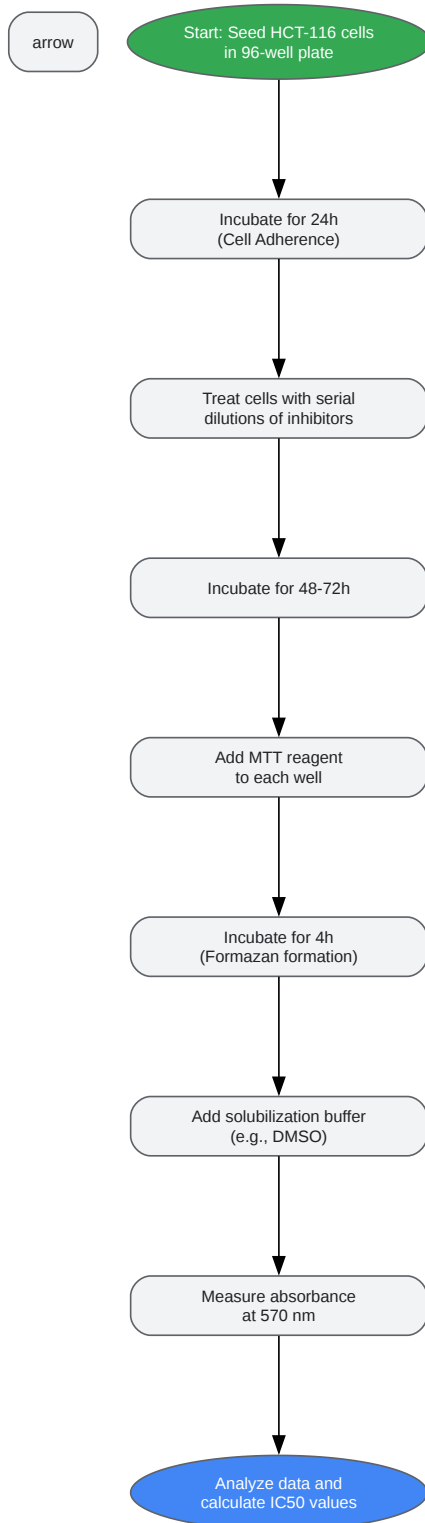 arrow
Start: Seed HCT-116 cells
in 96-well plate
Incubate for 24h
(Cell Adherence)
Treat cells with serial
dilutions of inhibitors
Incubate for 48-72h
Add MTT reagent
to each well
Incubate for 4h
(Formazan formation)
Add solubilization buffer
(e.g., DMSO)
Measure absorbance
at 570 nm
Analyze data and
calculate IC50 values